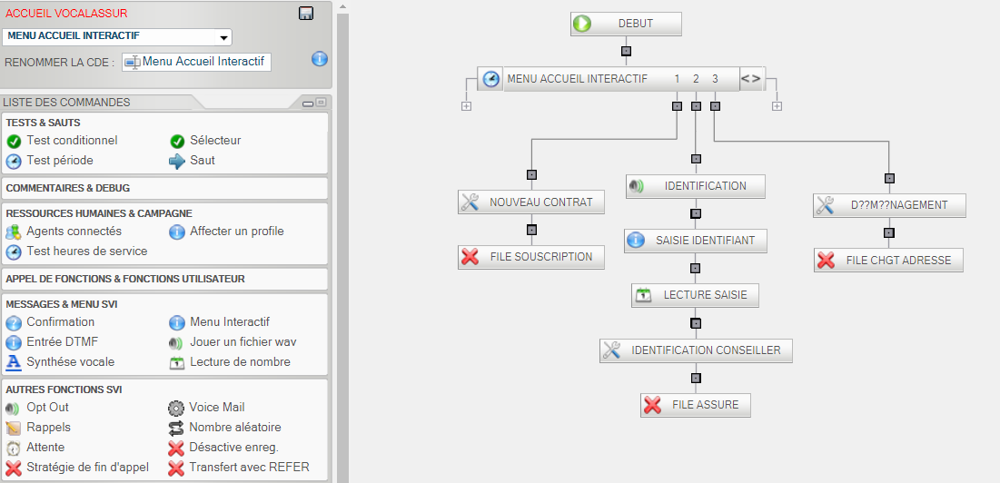 ACCUEIL VOCALASSUR
MENU ACCUEIL INTERACTIF
RENOMMER LA CDE : Menu Accueil Interactif
LISTE DES COMMANDES
TESTS & SAUTS
Test conditionnel Sélecteur
Test période Saut
COMMENTAIRES & DEBUG
RESSOURCES HUMAINES & CAMPAGNE
Agents connectés Affecter un profile
Test heures de service
APPEL DE FONCTIONS & FONCTIONS UTILISATEUR
MESSAGES & MENU SVI
Confirmation Menu Interactif
Entrée DTMF Jouer un fichier wav
Synthése vocale Lecture de nombre
AUTRES FONCTIONS SVI
Opt Out Voice Mail
Rappels Nombre aléatoire
Attente Désactive enreg.
Stratégie de fin d'appel Transfert avec REFER
DEBUT
MENU ACCUEIL INTERACTIF 1 2 3 <>
NOUVEAU CONTRAT
FILE SOUSCRIPTION
IDENTIFICATION
SAISIE IDENTIFIANT
LECTURE SAISIE
IDENTIFICATION CONSEILLER
FILE ASSURE
D??M??NAGEMENT
FILE CHGT ADRESSE